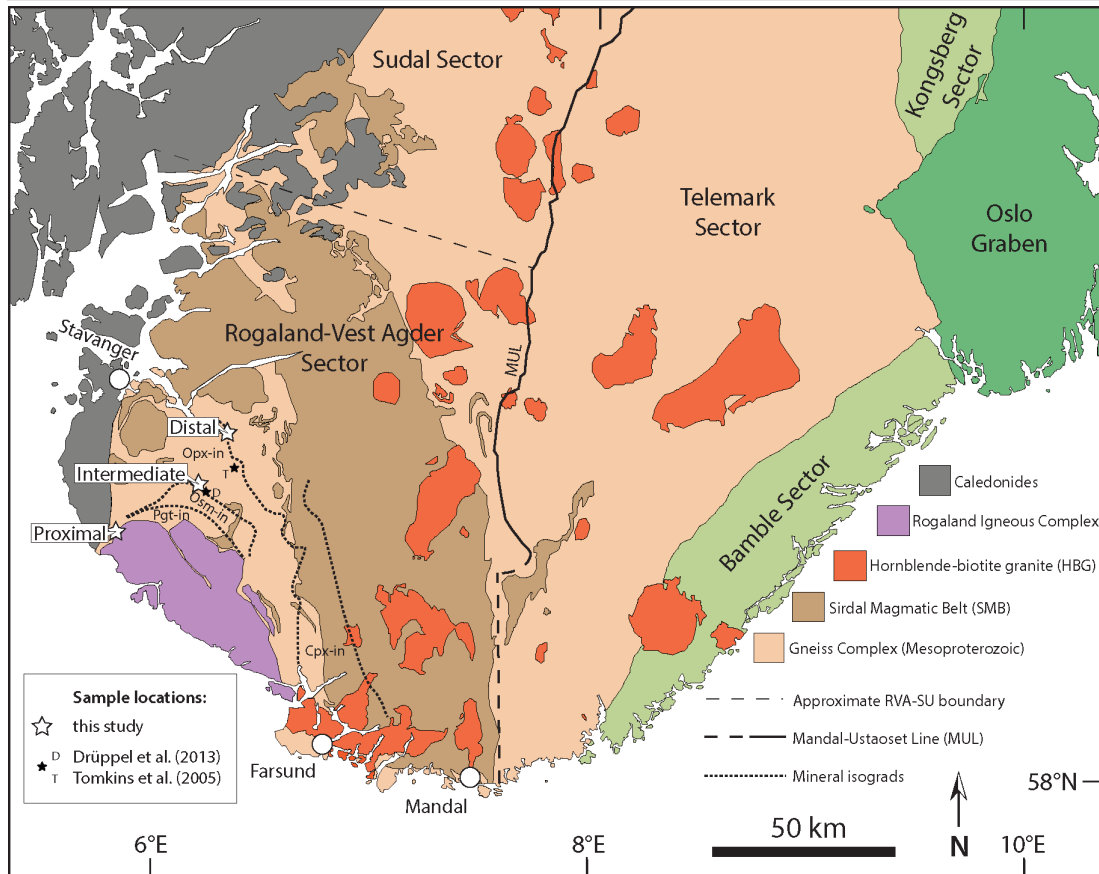 Sudal Sector
Kongsberg
Sector
Telemark
Sector
Oslo
Graben
Stavanger
Rogaland-Vest Agder
Sector
MUL
Distal
Opx-in
T
Intermediate
D
Osm-in
Pgt-in
Proximal
Bamble Sector
Cpx-in
Caledonides
Rogaland Igneous Complex
Hornblende-biotite granite (HBG)
Sirdal Magmatic Belt (SMB)
Gneiss Complex (Mesoproterozoic)
Approximate RVA-SU boundary
Mandal-Ustaoset Line (MUL)
Mineral isograds
Sample locations:
this study
D Drüppel et al. (2013)
T Tomkins et al. (2005)
Farsund
Mandal
58°N
50 km
N
6°E
8°E
10°E